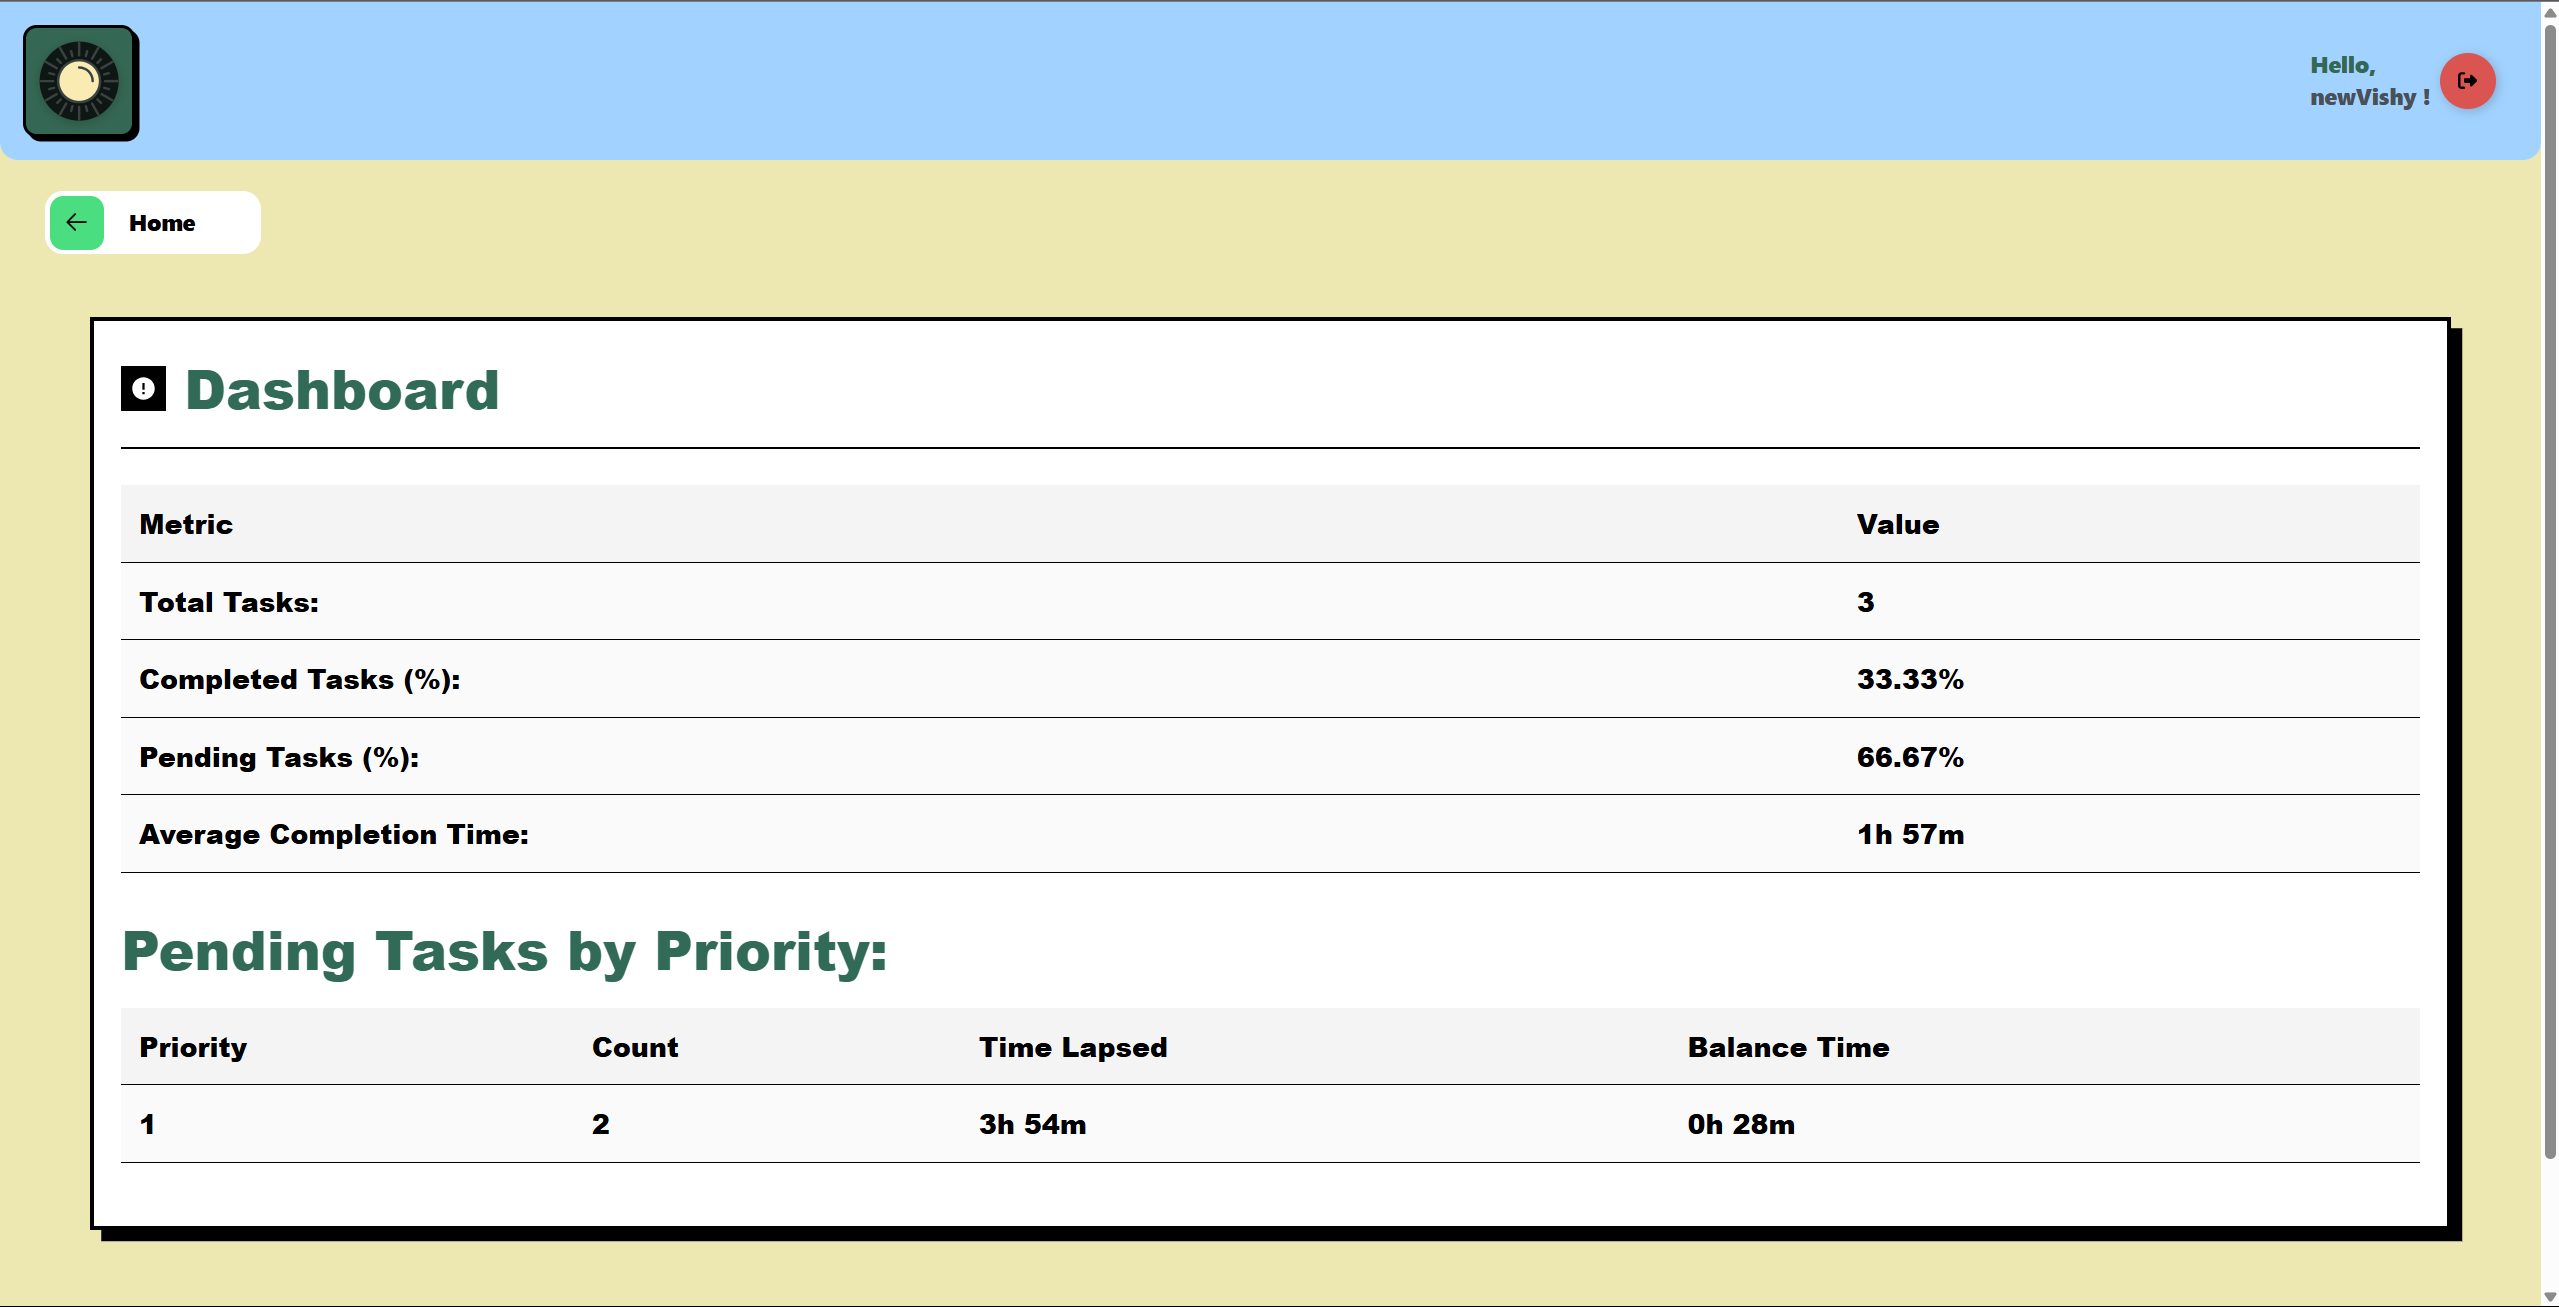 Hello,
newVishy !
Home
Dashboard
Metric Value
Total Tasks: 3
Completed Tasks (%): 33.33%
Pending Tasks (%): 66.67%
Average Completion Time: 1h 57m
Pending Tasks by Priority:
Priority Count Time Lapsed Balance Time
1 2 3h 54m 0h 28m